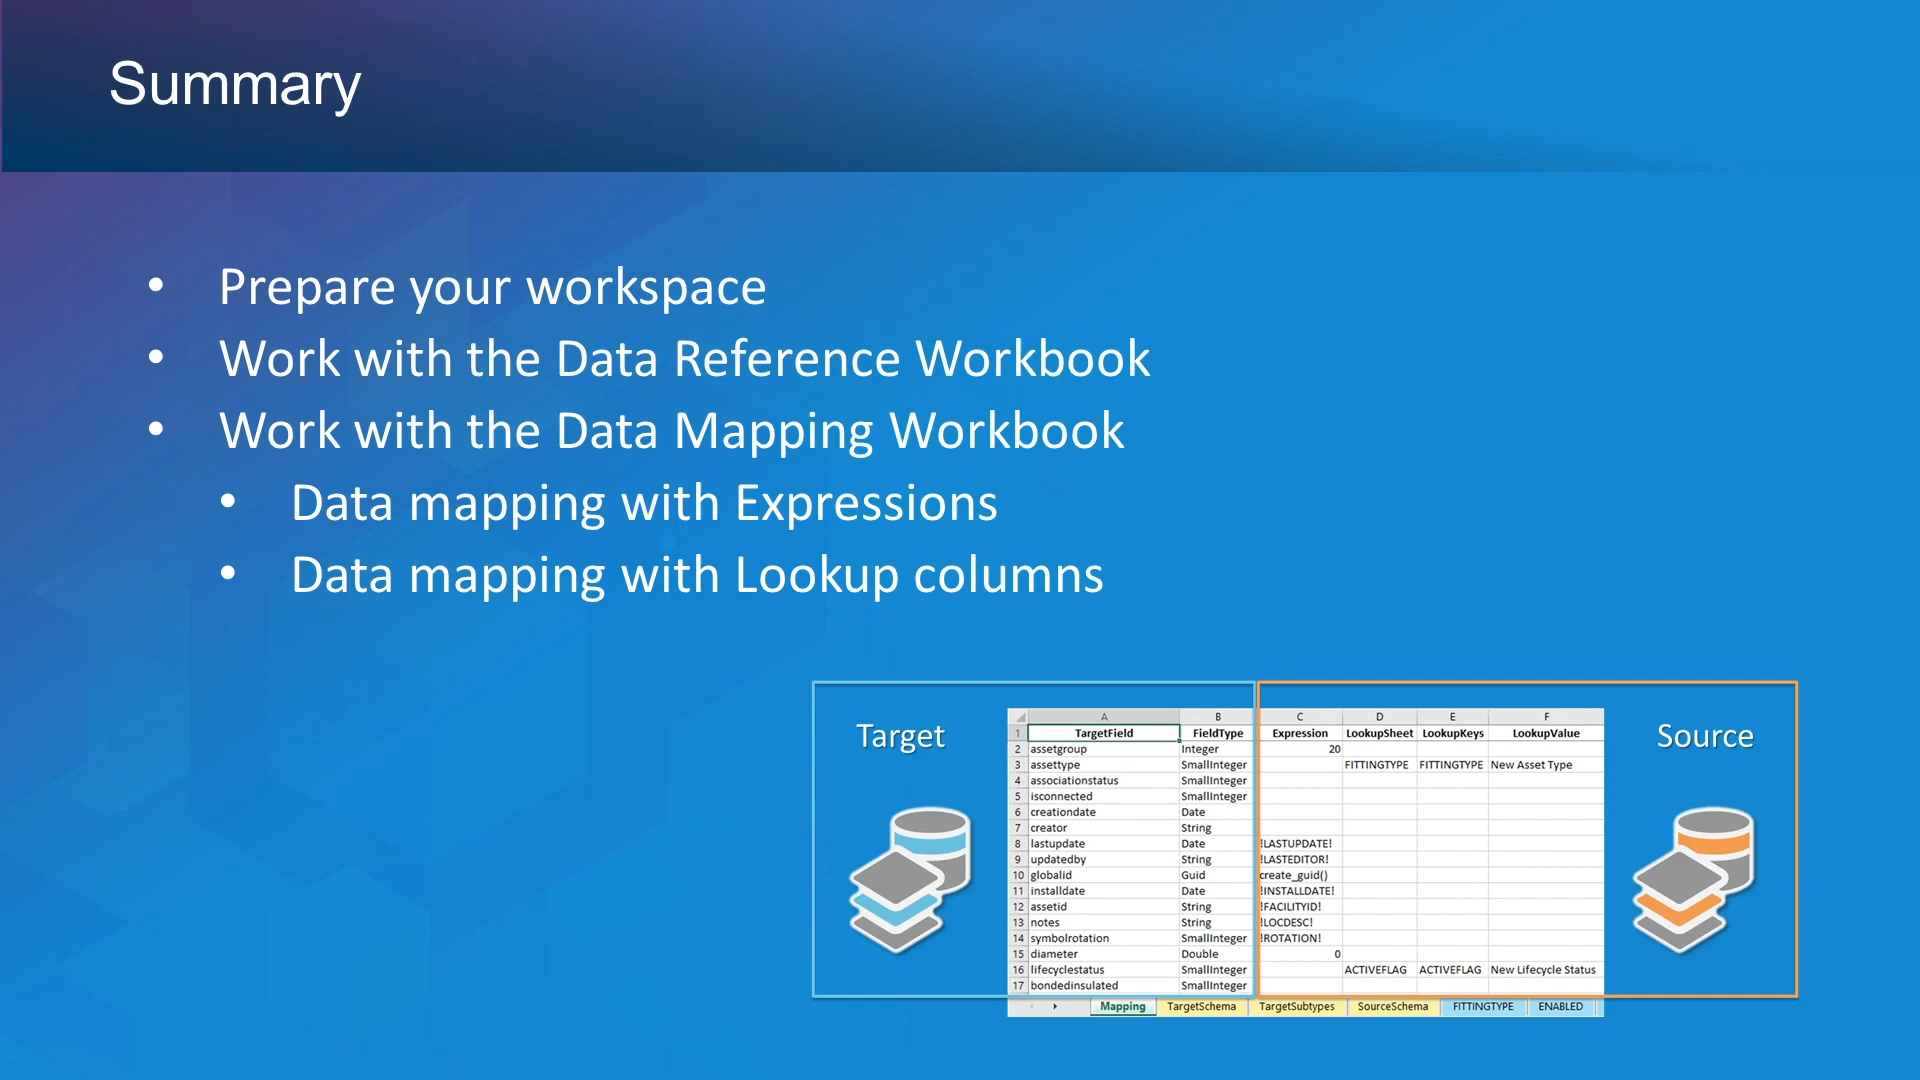 Summary
• Prepare your workspace
• Work with the Data Reference Workbook
• Work with the Data Mapping Workbook
• Data mapping with Expressions
• Data mapping with Lookup columns
Target
Source
A B C D E F
1 TargetField FieldType Expression LookupSheet LookupKeys LookupValue
2 assetgroup Integer 20
3 assettype SmallInteger FITTINGTYPE FITTINGTYPE New Asset Type
4 associationstatus SmallInteger
5 isconnected SmallInteger
6 creationdate Date
7 creator String
8 lastupdate Date !LASTUPDATE!
9 updatedby String !LASTEDITOR!
10 globalid Guid create_guid()
11 installdate Date !INSTALLDATE!
12 assetid String !FACILITYID!
13 notes String !LOCDESC!
14 symbolrotation SmallInteger !ROTATION!
15 diameter Double 0
16 lifecyclestatus SmallInteger ACTIVEFLAG ACTIVEFLAG New Lifecycle Status
17 bondedinsulated SmallInteger
Mapping TargetSchema TargetSubtypes SourceSchema FITTINGTYPE ENABLED